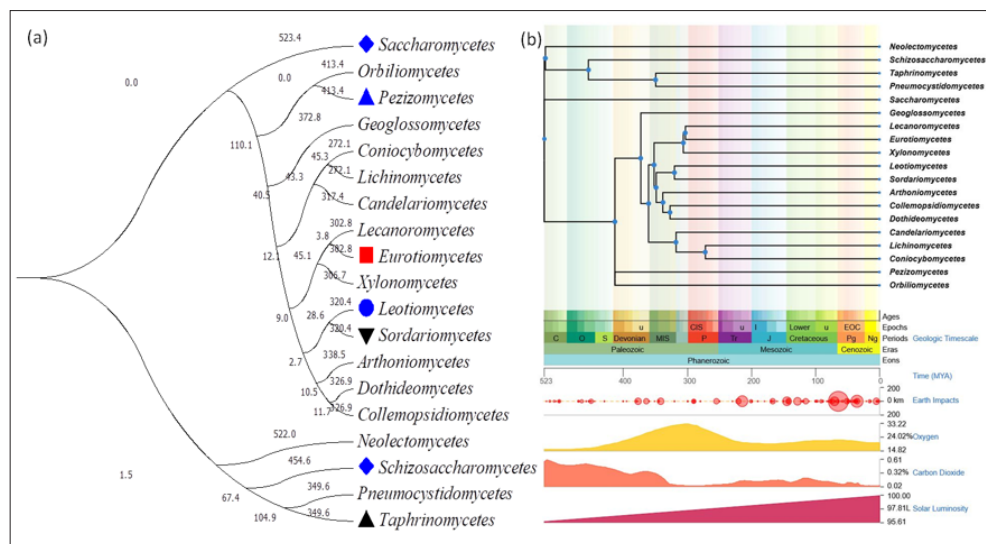 (a)
523.4
Saccharomycetes
0.0
0.0
413.4
Orbiliomycetes
413.4
Pezizomycetes
372.8
Geoglossomycetes
110.1
272.1
Coniocybomycetes
45.3
272.1
Lichinomycetes
43.3
40.5
317.4
Candelariomycetes
302.8
Lecanoromycetes
3.8
12.1
45.1
302.8
Eurotiomycetes
306.7
Xylonomycetes
320.4
Leotiomycetes
9.0
28.6
320.4
Sordariomycetes
338.5
Arthoniomycetes
2.7
326.9
Dothideomycetes
10.5
326.9
11.7
Collemopsidiomycetes
522.0
Neolectomycetes
1.5
454.6
Schizosaccharomycetes
67.4
349.6
Pneumocystidomycetes
349.6
104.9
Taphrinomycetes
(b)
Neolectomycetes
Schizosaccharomycetes
Taphrinomycetes
Pneumocystidomycetes
Saccharomycetes
Geoglossomycetes
Lecanoromycetes
Eurotiomycetes
Xylonomycetes
Leotiomycetes
Sordariomycetes
Arthoniomycetes
Collemopsidiomycetes
Dothideomycetes
Candelariomycetes
Lichinomycetes
Coniocybomycetes
Pezizomycetes
Orbiliomycetes
Ages
u CIS u l Lower u EOC Epochs
C O S Devonian MIS P Tr J Cretaceous Pg Ng Periods Geologic Timescale
Paleozoic Mesozoic Cenozoic Eras
Phanerozoic Eons
523 400 300 200 100 0 Time (MYA)
200
0 km Earth Impacts
200
33.22
24.02% Oxygen
14.82
0.61
0.32% Carbon Dioxide
0.02
100.00
97.81L Solar Luminosity
95.61